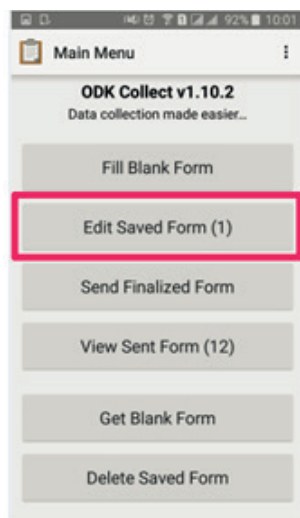 92% 10:01
Main Menu
ODK Collect v1.10.2
Data collection made easier...
Fill Blank Form
Edit Saved Form (1)
Send Finalized Form
View Sent Form (12)
Get Blank Form
Delete Saved Form